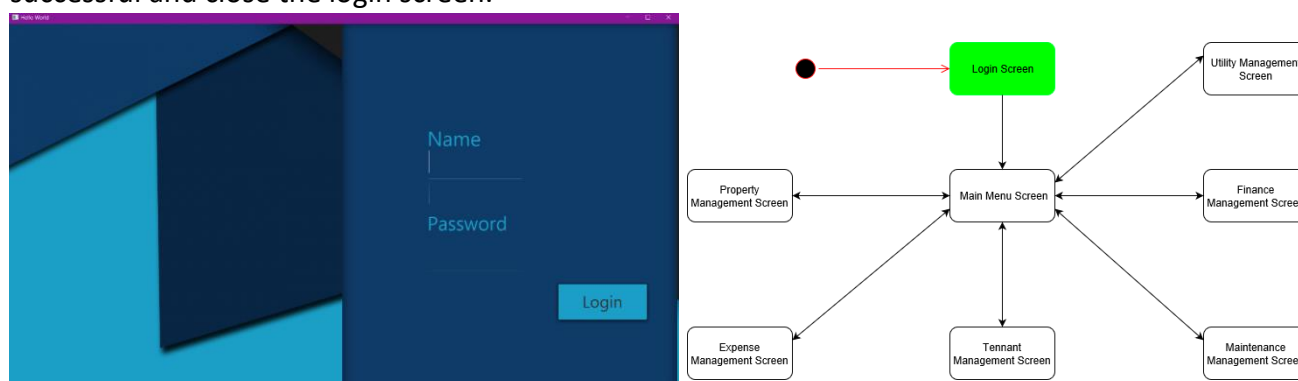 successful and close the login screen.
Hello World
Name
Password
Login
Login Screen
Utility Management
Screen
Property
Management Screen
Main Menu Screen
Finance
Management Scree
Expense
Management Screen
Tennant
Management Screen
Maintenance
Management Scree